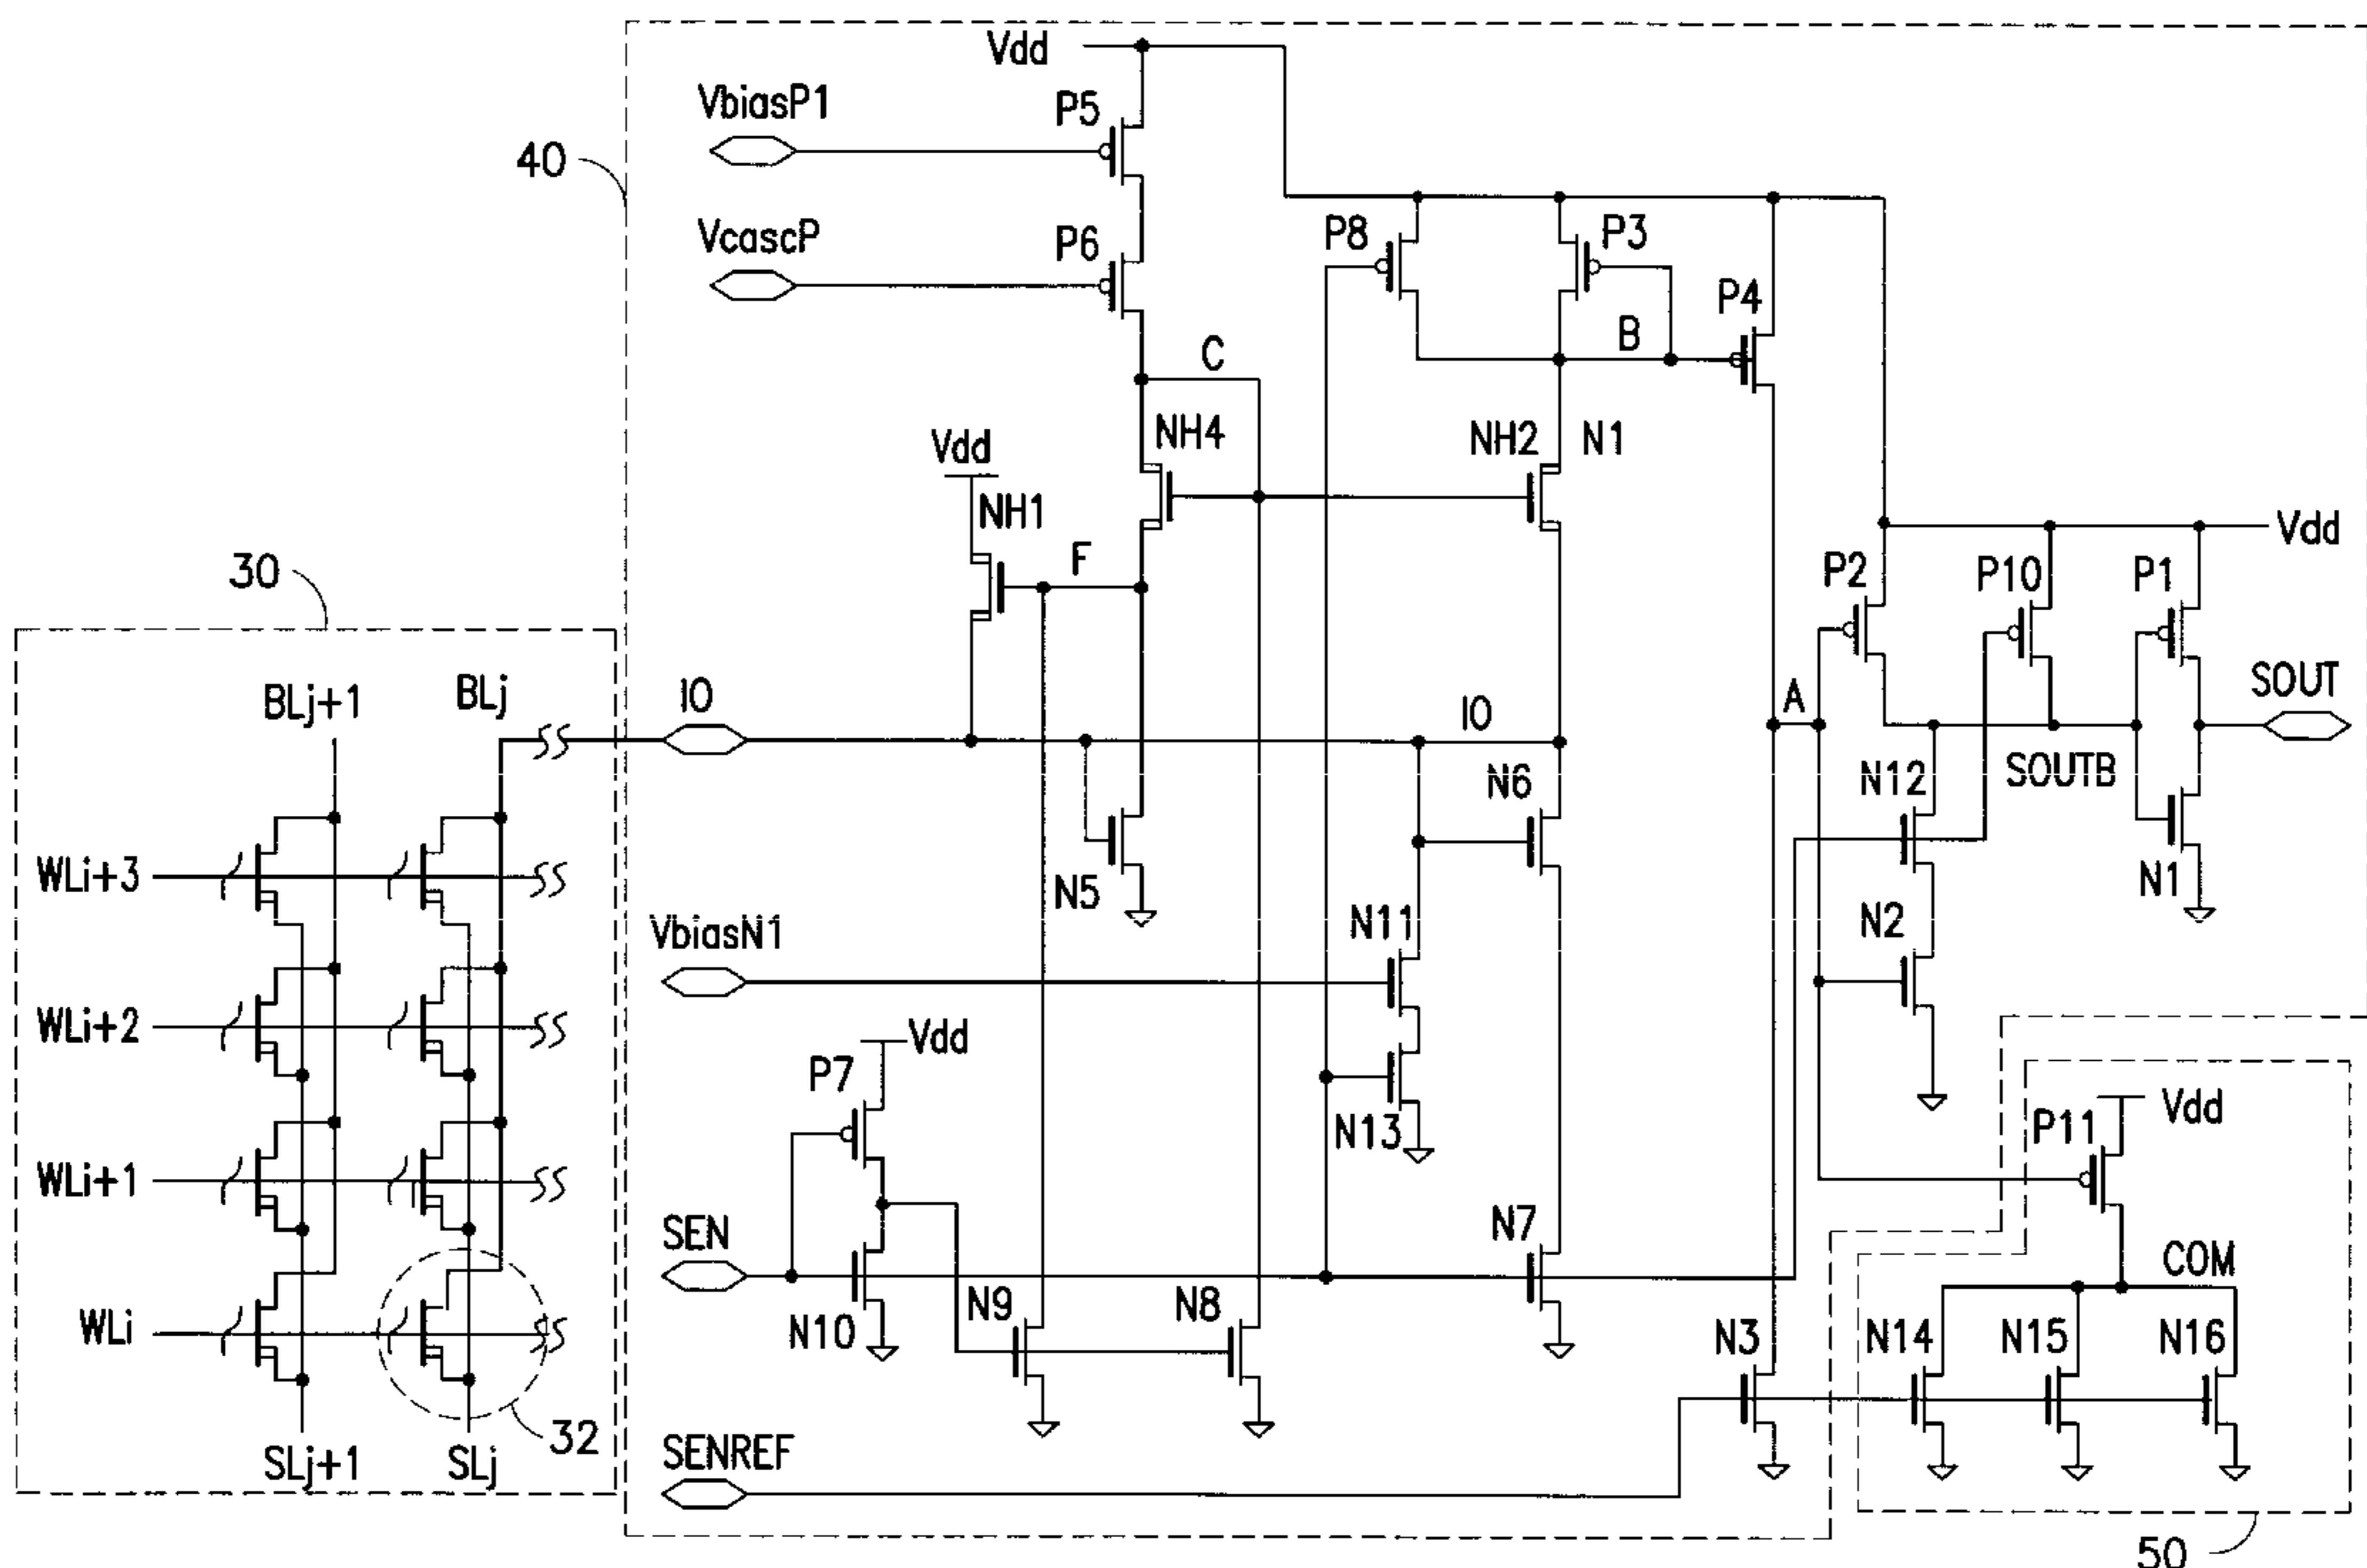 Vdd
VbiasP1
P5
40
VcascP
P6
P8
P3
P4
C
B
Vdd
NH4
NH2
N1
NH1
Vdd
30
F
P2
P10
P1
BLj+1
BLj
IO
IO
A
SOUT
N6
N12
SOUTB
WLi+3
N5
N1
VbiasN1
N11
N2
WLi+2
P7
Vdd
N13
P11
Vdd
WLi+1
SEN
N7
COM
WLi
N10
N9
N8
N3
N14
N15
N16
32
SLj+1
SLj
SENREF
50